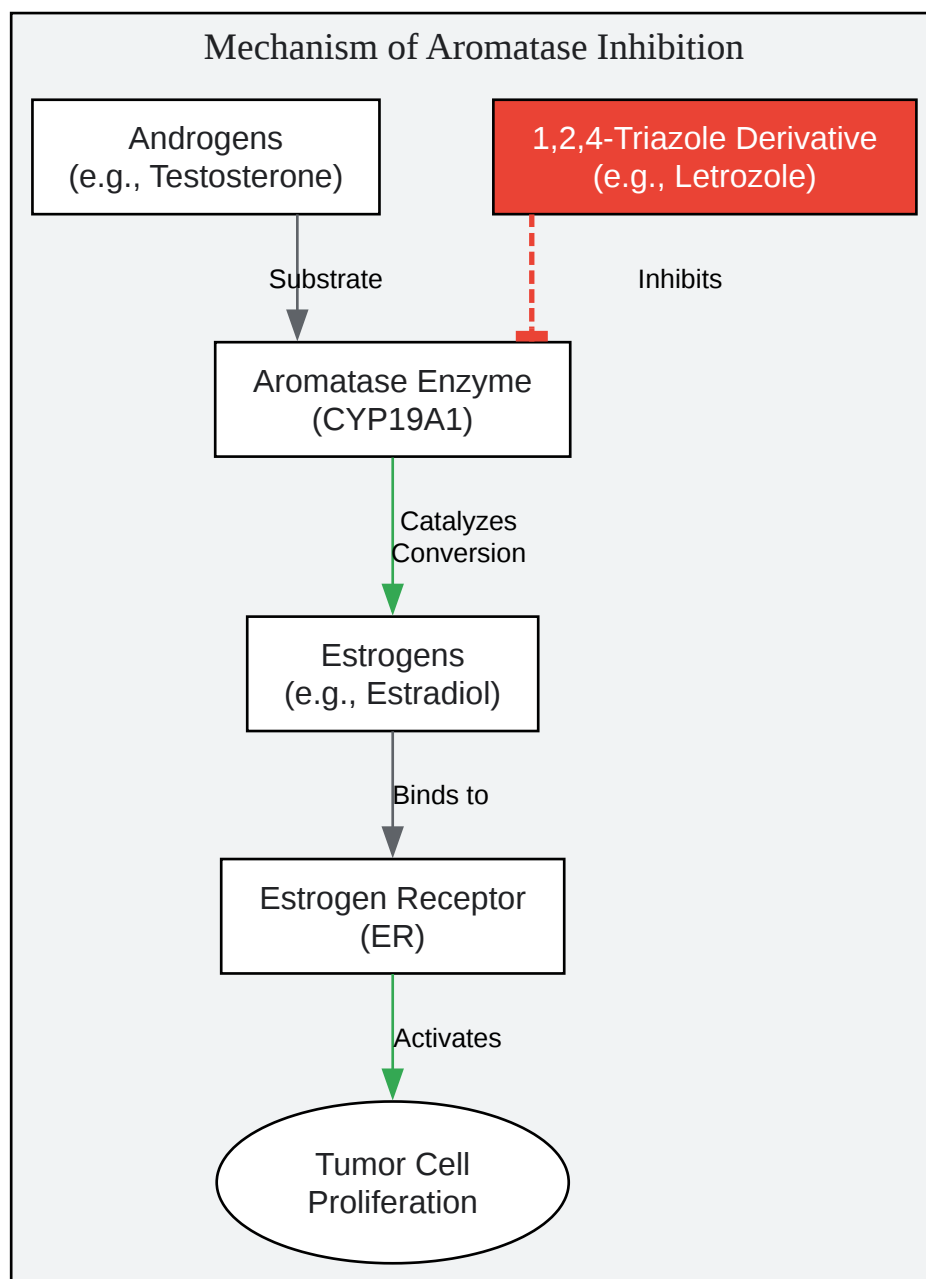 Mechanism of Aromatase Inhibition
Androgens
(e.g., Testosterone)
1,2,4-Triazole Derivative
(e.g., Letrozole)
Substrate
Inhibits
Aromatase Enzyme
(CYP19A1)
Catalyzes
Conversion
Estrogens
(e.g., Estradiol)
Binds to
Estrogen Receptor
(ER)
Activates
Tumor Cell
Proliferation